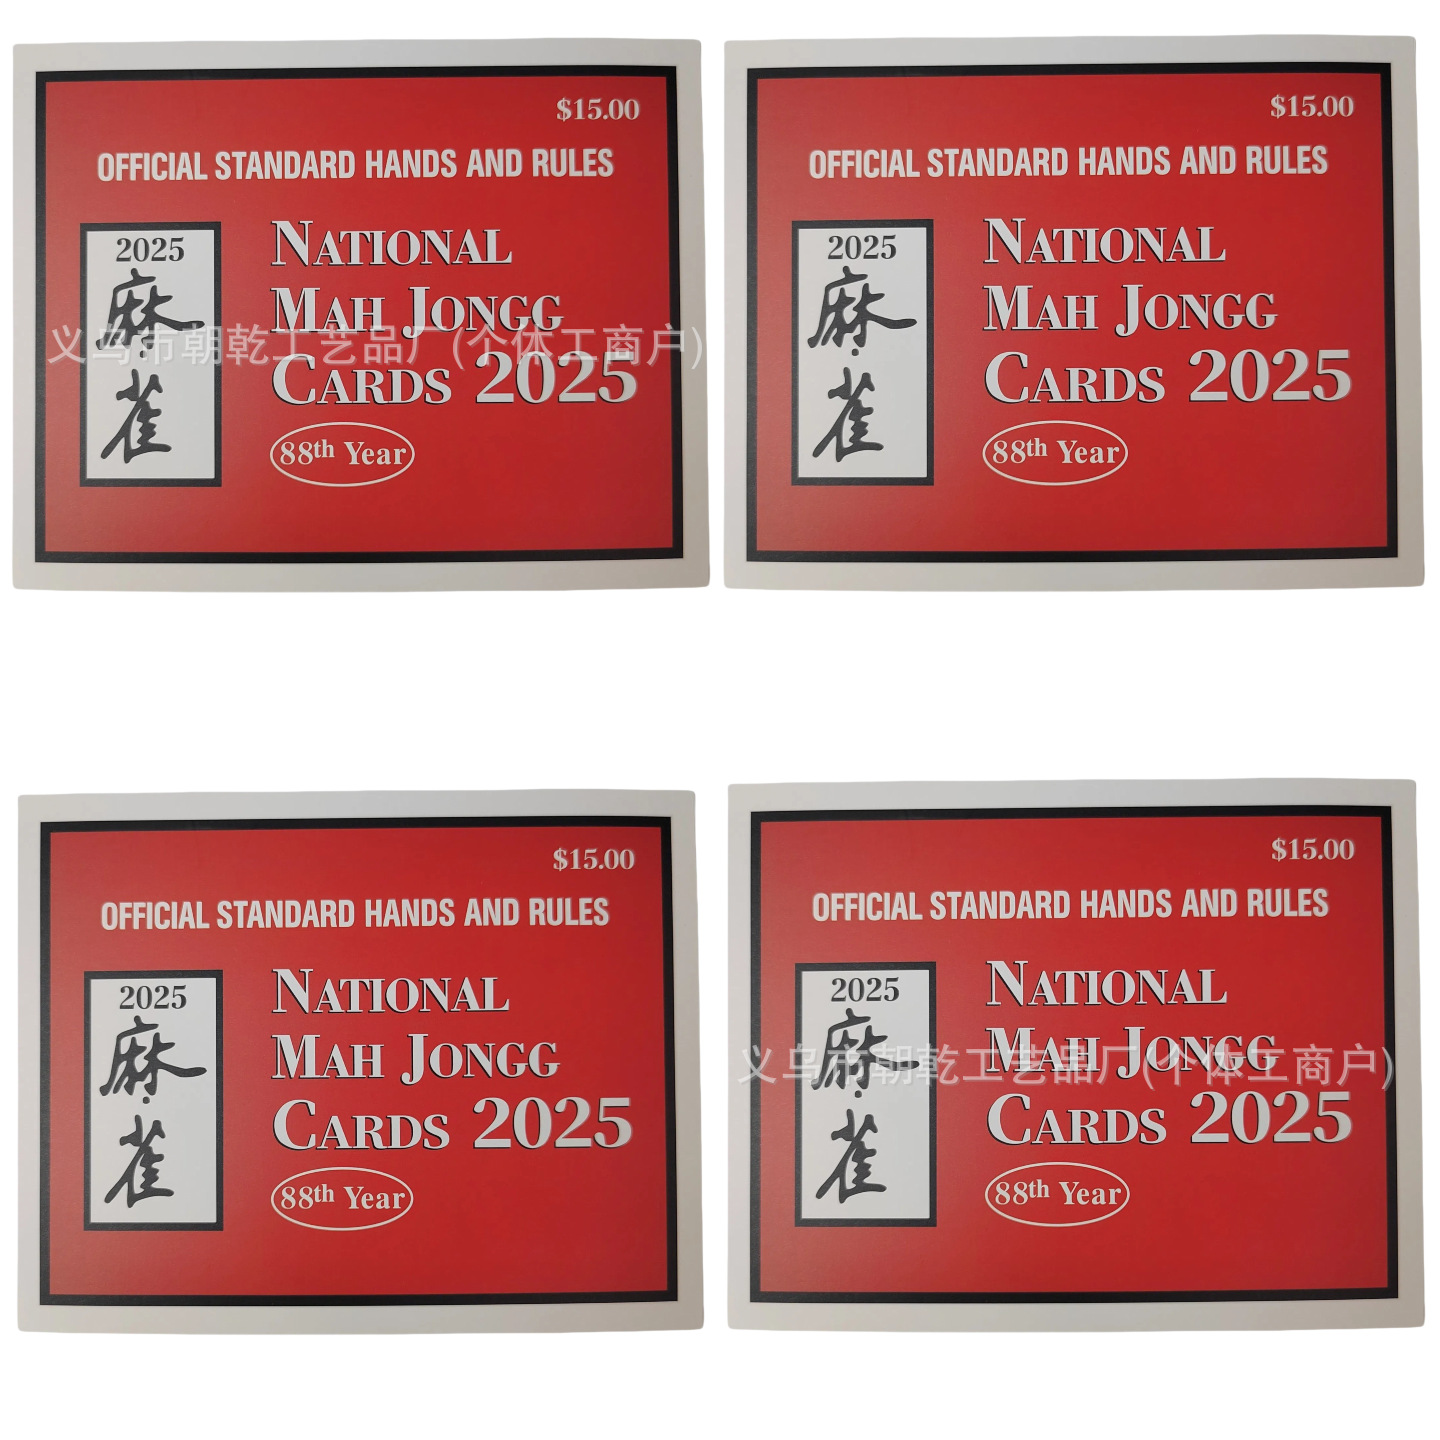 $15.00
OFFICIAL STANDARD HANDS AND RULES
2025
麻雀
NATIONAL
MAH JONGG
CARDS 2025
88th Year
义乌市朝乾工艺品厂(个体工商户)
$15.00
OFFICIAL STANDARD HANDS AND RULES
2025
麻雀
NATIONAL
MAH JONGG
CARDS 2025
88th Year
$15.00
OFFICIAL STANDARD HANDS AND RULES
2025
麻雀
NATIONAL
MAH JONGG
CARDS 2025
88th Year
$15.00
OFFICIAL STANDARD HANDS AND RULES
2025
麻雀
NATIONAL
MAH JONGG
CARDS 2025
88th Year
义乌市朝乾工艺品厂(个体工商户)